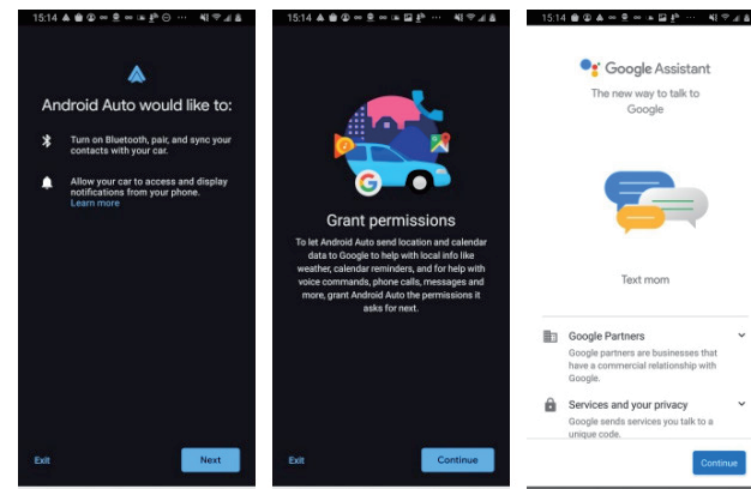 15:14
Android Auto would like to:
Turn on Bluetooth, pair, and sync your
contacts with your car.
Allow your car to access and display
notifications from your phone.
Learn more
Exit
Next
15:14
Grant permissions
To let Android Auto send location and calendar
data to Google to help with local info like
weather, calendar reminders, and for help with
voice commands, phone calls, messages and
more, grant Android Auto the permissions it
asks for next.
Exit
Continue
15:14
Google Assistant
The new way to talk to
Google
Text mom
Google Partners
Google partners are businesses that
have a commercial relationship with
Google.
Services and your privacy
Google sends services you talk to a
unique code.
Continue